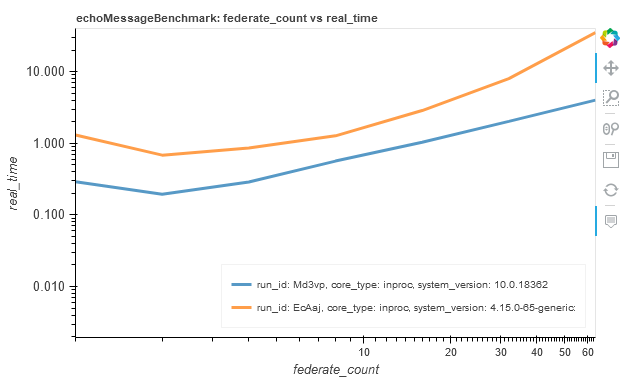 echoMessageBenchmark: federate_count vs real_time
10.000
1.000
0.100
0.010
real_time
run_id: Md3vp, core_type: inproc, system_version: 10.0.18362
run_id: EcAaj, core_type: inproc, system_version: 4.15.0-65-generic:
10 20 30 40 50 60
federate_count